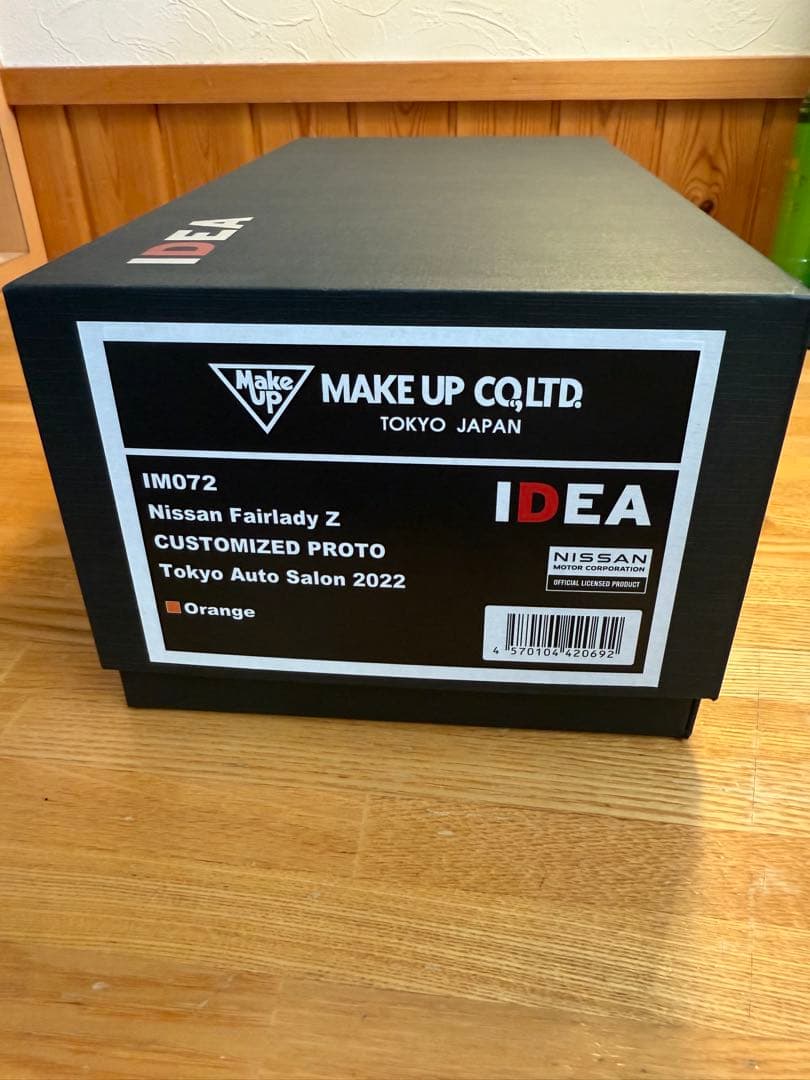 IDEA
Make Up
MAKE UP CO.,LTD.
TOKYO JAPAN
IM072
Nissan Fairlady Z
CUSTOMIZED PROTO
Tokyo Auto Salon 2022
Orange
IDEA
NISSAN
MOTOR CORPORATION
OFFICIAL LICENSED PRODUCT
4 570104 420692